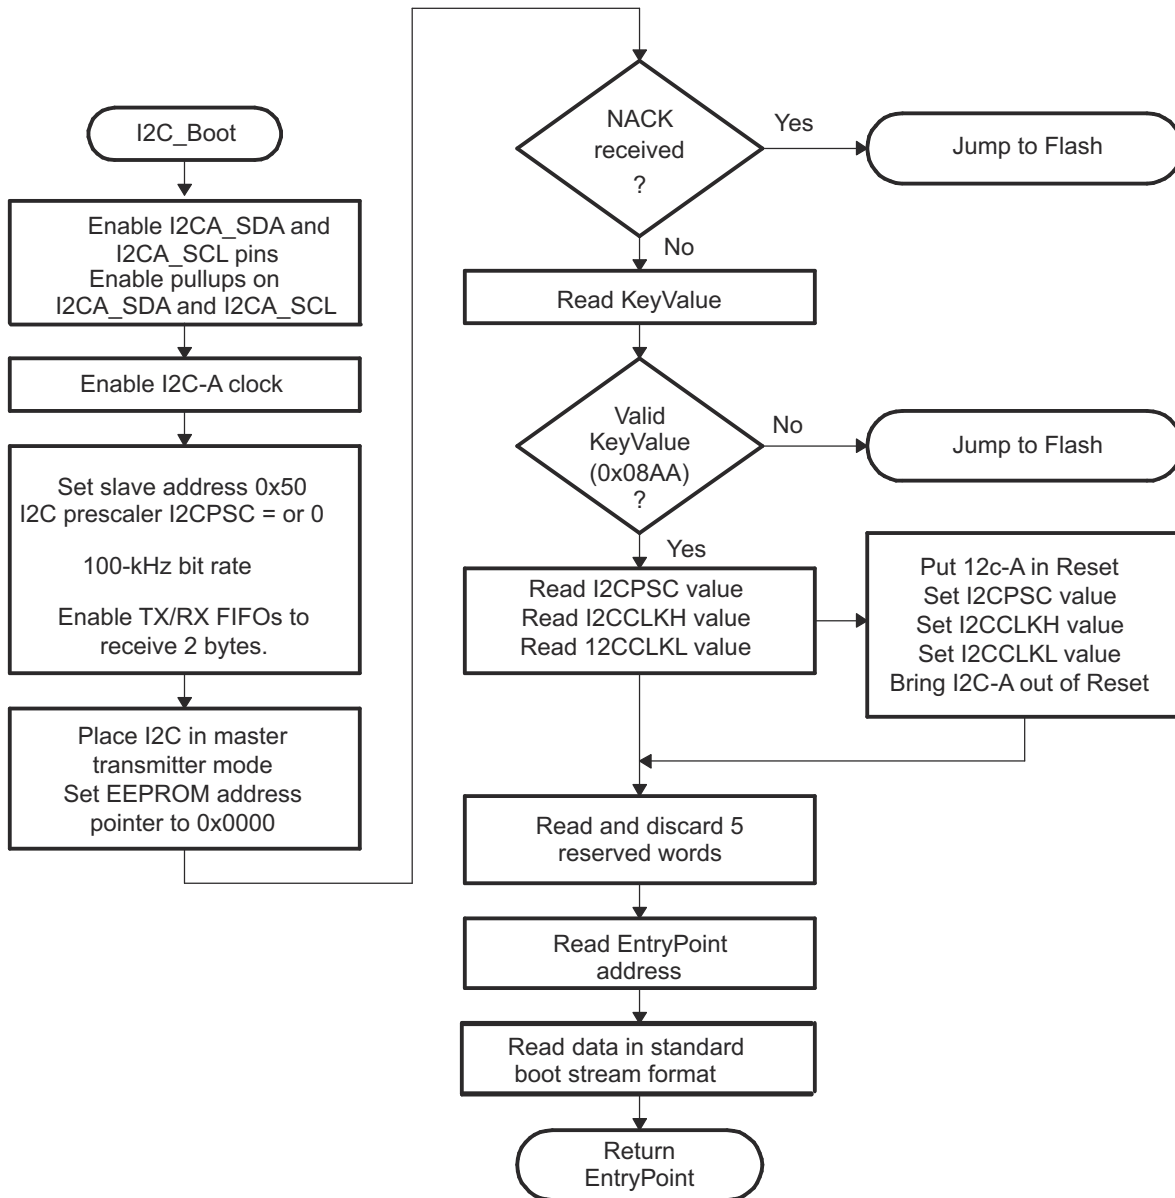 I2C_Boot
Enable I2CA_SDA and
I2CA_SCL pins
Enable pullups on
I2CA_SDA and I2CA_SCL
Enable I2C-A clock
Set slave address 0x50
I2C prescaler I2CPSC = or 0
100-kHz bit rate
Enable TX/RX FIFOs to
receive 2 bytes.
Place I2C in master
transmitter mode
Set EEPROM address
pointer to 0x0000
NACK
received
?
Yes
Jump to Flash
No
Read KeyValue
Valid
KeyValue
(0x08AA)
?
No
Jump to Flash
Yes
Read I2CPSC value
Read I2CCLKH value
Read 12CCLKL value
Put 12c-A in Reset
Set I2CPSC value
Set I2CCLKH value
Set I2CCLKL value
Bring I2C-A out of Reset
Read and discard 5
reserved words
Read EntryPoint
address
Read data in standard
boot stream format
Return
EntryPoint